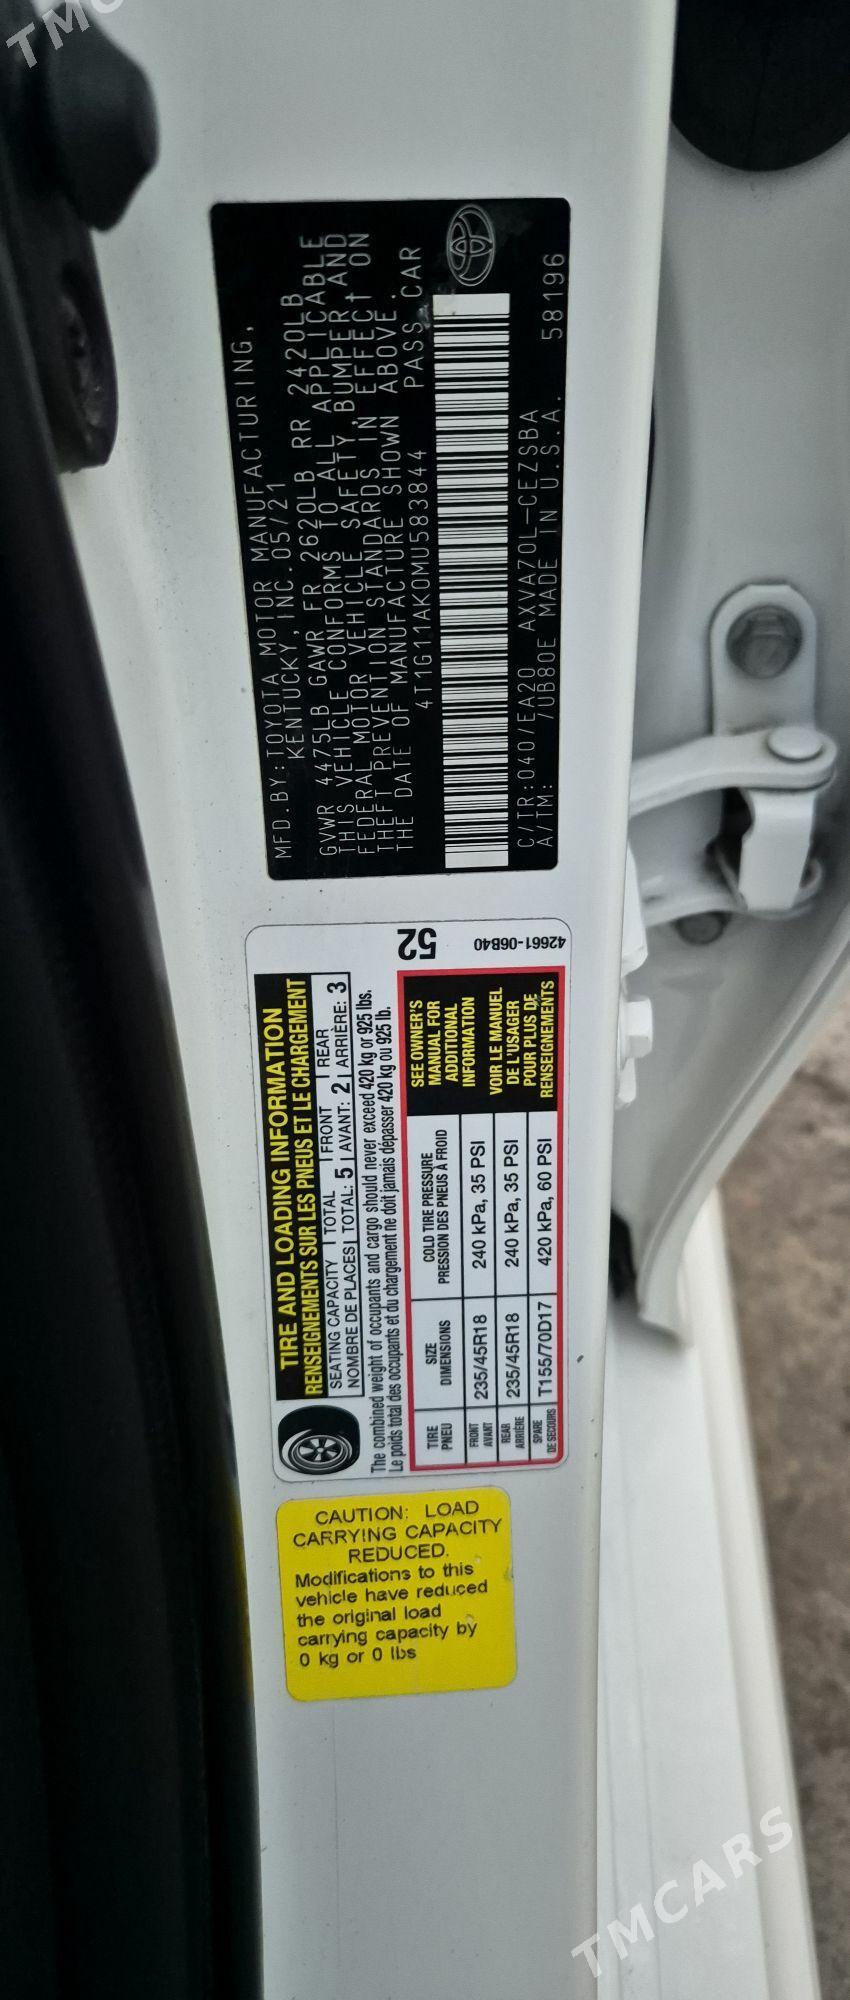 TMC
MFD.BY:TOYOTA MOTOR MANUFACTURING,
KENTUCKY, INC.05/21
GVWR 4475LB GAWR FR 2620LB RR 2420LB
THIS VEHICLE CONFORMS TO ALL APPLICABLE
FEDERAL MOTOR VEHICLE SAFETY,BUMPER AND
THEFT PREVENTION STANDARDS IN EFFECT ON
THE DATE OF MANUFACTURE SHOWN ABOVE.
4T1G11AK0MU583844 PASS CAR
C/TR:040/EA20 AXVA70L-CEZSBA
A/TM: /UB80E MADE IN U.S.A. 58196
TIRE AND LOADING INFORMATION
RENSEIGNEMENTS SUR LES PNEUS ET LE CHARGEMENT
SEATING CAPACITY TOTAL FRONT REAR
NOMBRE DE PLACES TOTAL: 5 AVANT: 2 ARRIÈRE: 3
The combined weight of occupants and cargo should never exceed 420 kg or 925 lbs.
Le poids total des occupants et du chargement ne doit jamais dépasser 420 kg ou 925 lb.
TIRE SIZE COLD TIRE PRESSURE
PNEU DIMENSIONS PRESSION DES PNEUS À FROID
FRONT
AVANT
235/45R18 240 kPa, 35 PSI
REAR
ARRIÈRE
235/45R18 240 kPa, 35 PSI
SPARE
DE SECOURS
T155/70D17 420 kPa, 60 PSI
SEE OWNER'S
MANUAL FOR
ADDITIONAL
INFORMATION
VOIR LE MANUEL
DE L'USAGER
POUR PLUS DE
RENSEIGNEMENTS
52
42661-06B40
CAUTION: LOAD
CARRYING CAPACITY
REDUCED.
Modifications to this
vehicle have reduced
the original load
carrying capacity by
0 kg or 0 lbs
TMCARS